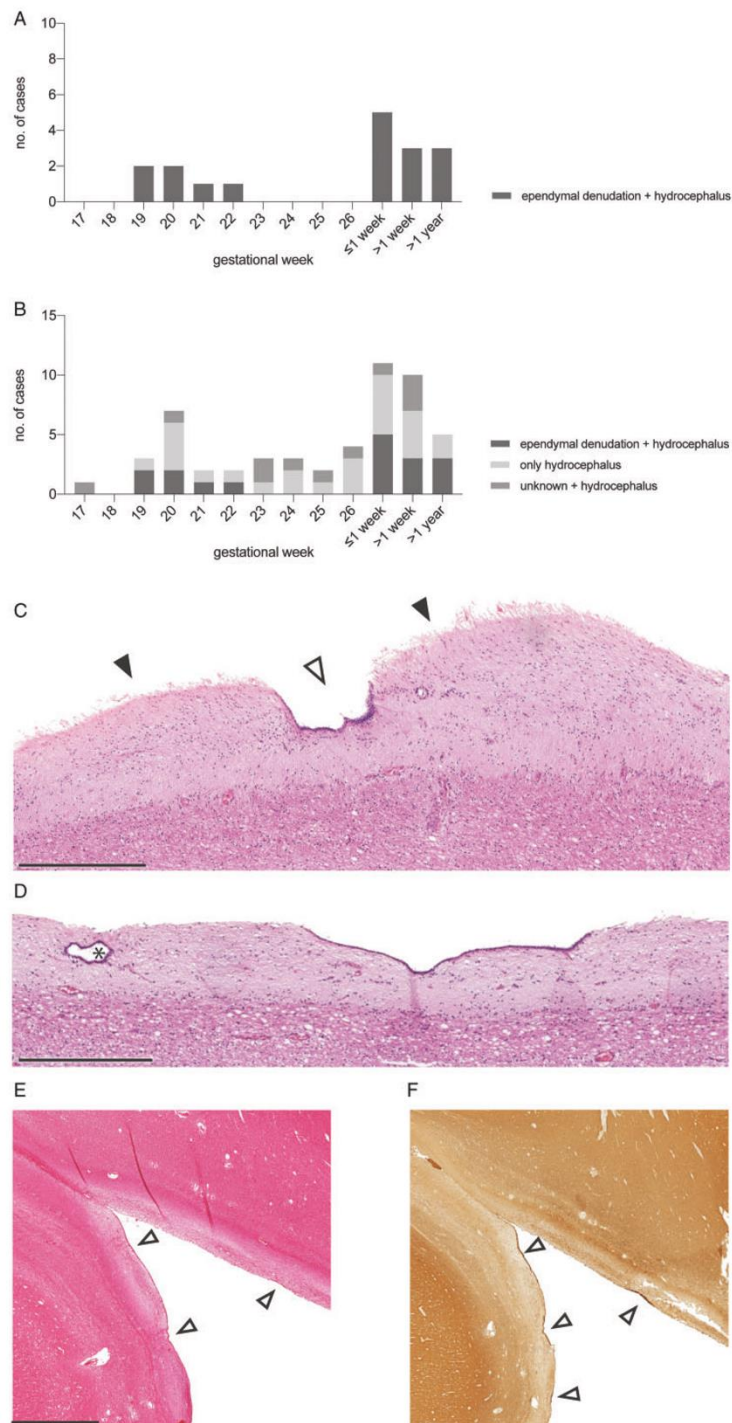 A
10
8
6
4
2
0
no. of cases
17
18
19
20
21
22
23
24
25
26
≤1 week
>1 week
>1 year
gestational week
ependymal denudation + hydrocephalus
B
15
10
5
0
no. of cases
17
18
19
20
21
22
23
24
25
26
≤1 week
>1 week
>1 year
gestational week
ependymal denudation + hydrocephalus
only hydrocephalus
unknown + hydrocephalus
C
D
*
E
F